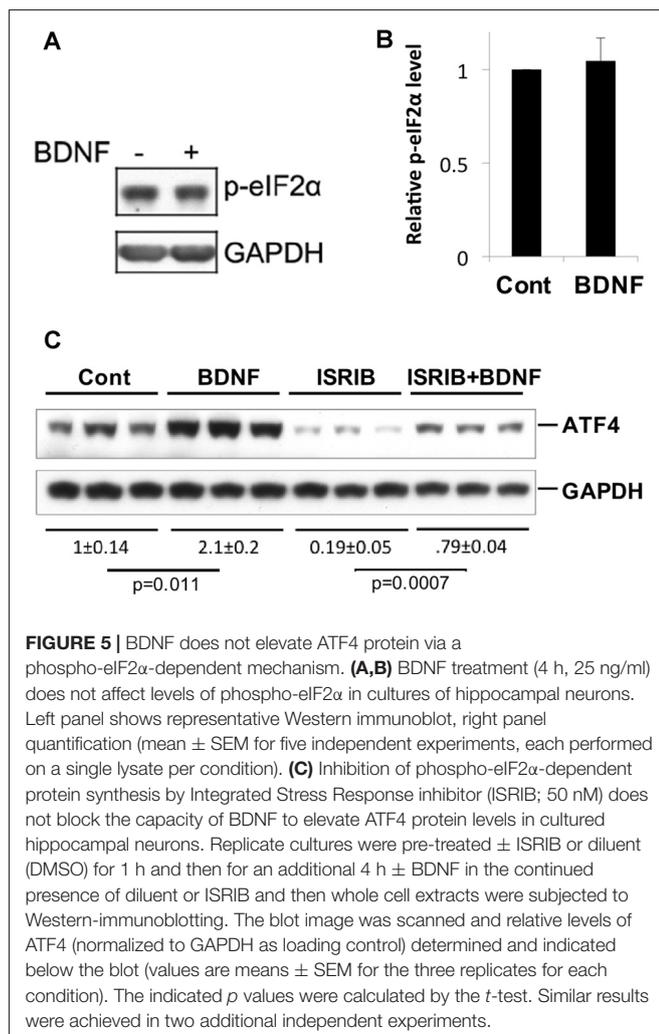 A
BDNF - +
p-eIF2α
GAPDH
B
Relative p-eIF2α level
1
0.5
0
Cont BDNF
C
Cont BDNF ISRIB ISRIB+BDNF
ATF4
GAPDH
1±0.14 2.1±0.2 0.19±0.05 .79±0.04
p=0.011 p=0.0007
FIGURE 5 | BDNF does not elevate ATF4 protein via a
phospho-eIF2α-dependent mechanism. (A,B) BDNF treatment (4 h, 25 ng/ml)
does not affect levels of phospho-eIF2α in cultures of hippocampal neurons.
Left panel shows representative Western immunoblot, right panel
quantification (mean ± SEM for five independent experiments, each performed
on a single lysate per condition). (C) Inhibition of phospho-eIF2α-dependent
protein synthesis by Integrated Stress Response inhibitor (ISRIB; 50 nM) does
not block the capacity of BDNF to elevate ATF4 protein levels in cultured
hippocampal neurons. Replicate cultures were pre-treated ± ISRIB or diluent
(DMSO) for 1 h and then for an additional 4 h ± BDNF in the continued
presence of diluent or ISRIB and then whole cell extracts were subjected to
Western-immunoblotting. The blot image was scanned and relative levels of
ATF4 (normalized to GAPDH as loading control) determined and indicated
below the blot (values are means ± SEM for the three replicates for each
condition). The indicated p values were calculated by the t-test. Similar results
were achieved in two additional independent experiments.